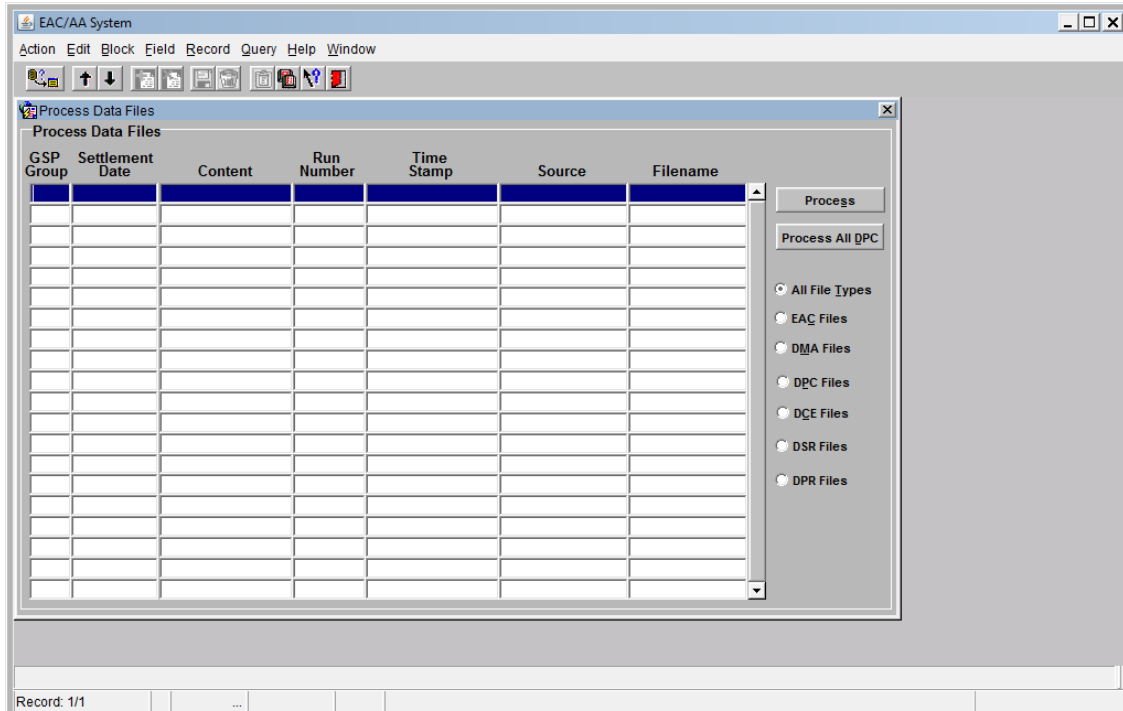 EAC/AA System
Action Edit Block Field Record Query Help Window
Process Data Files
Process Data Files
GSP Group Settlement Date Content Run Number Time Stamp Source Filename
Process
Process All DPC
All File Types
EAC Files
DMA Files
DPC Files
DCE Files
DSR Files
DPR Files
Record: 1/1 ...